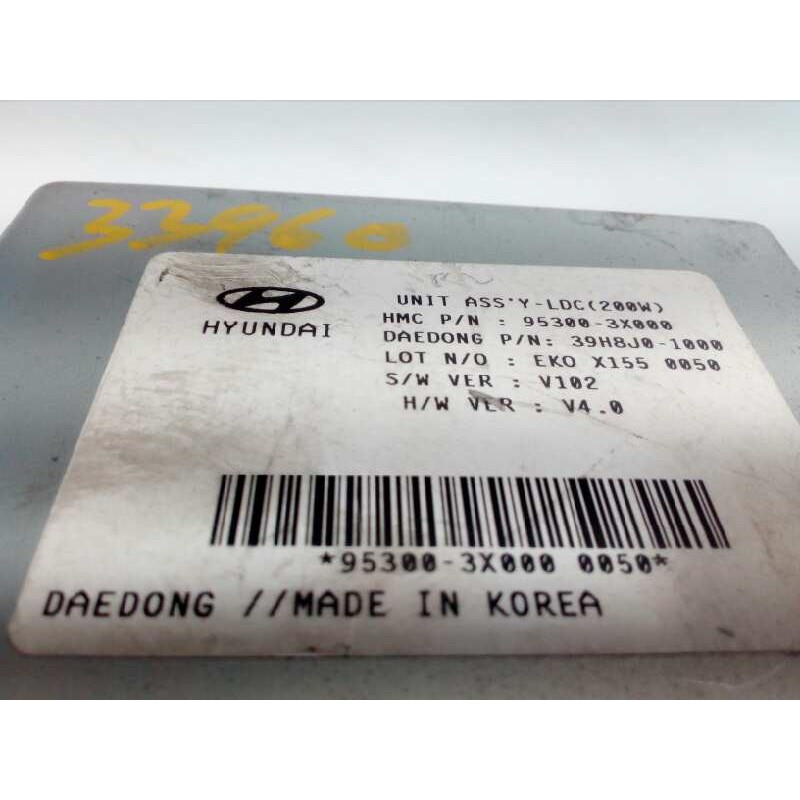 33960
HYUNDAI
UNIT ASS'Y-LDC(200W)
HMC P/N : 95300-3X000
DAEDONG P/N: 39H8J0-1000
LOT N/O : EKO X155 0050
S/W VER : V102
H/W VER : V4.0
*95300-3X000 0050*
DAEDONG //MADE IN KOREA